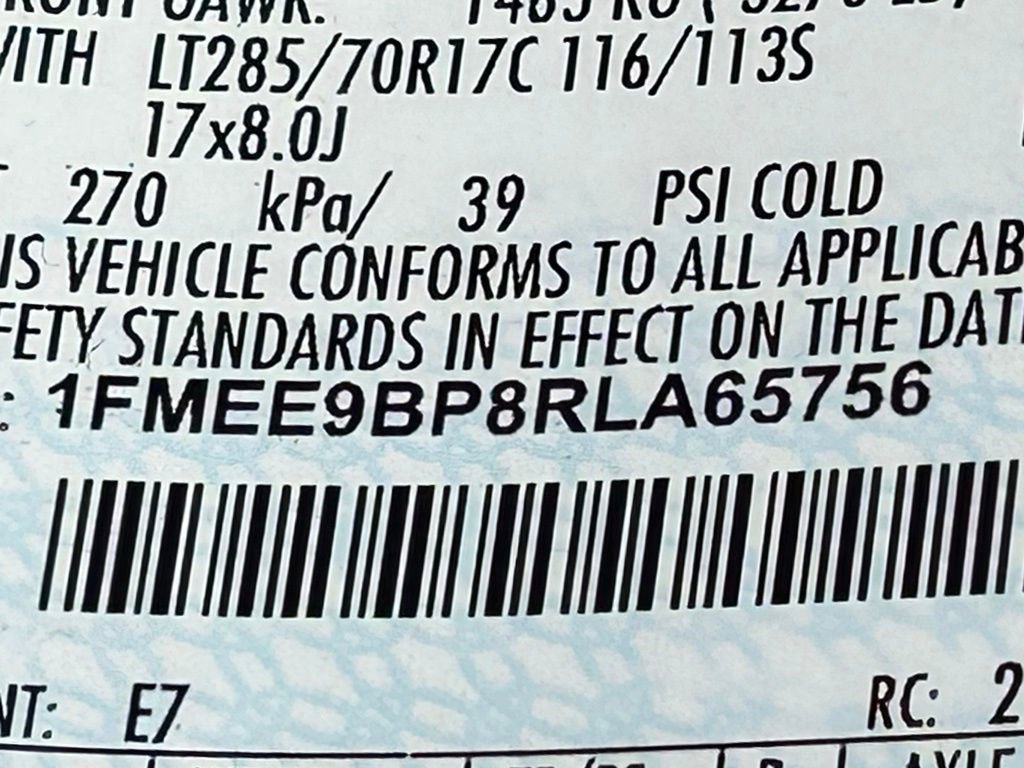 LT285/70R17C 116/113S
17x8.0J
270 kPa/ 39 PSI COLD
IS VEHICLE CONFORMS TO ALL APPLICAB
FETY STANDARDS IN EFFECT ON THE DAT
: 1FMEE9BP8RLA65756
NT: E7 RC: 2